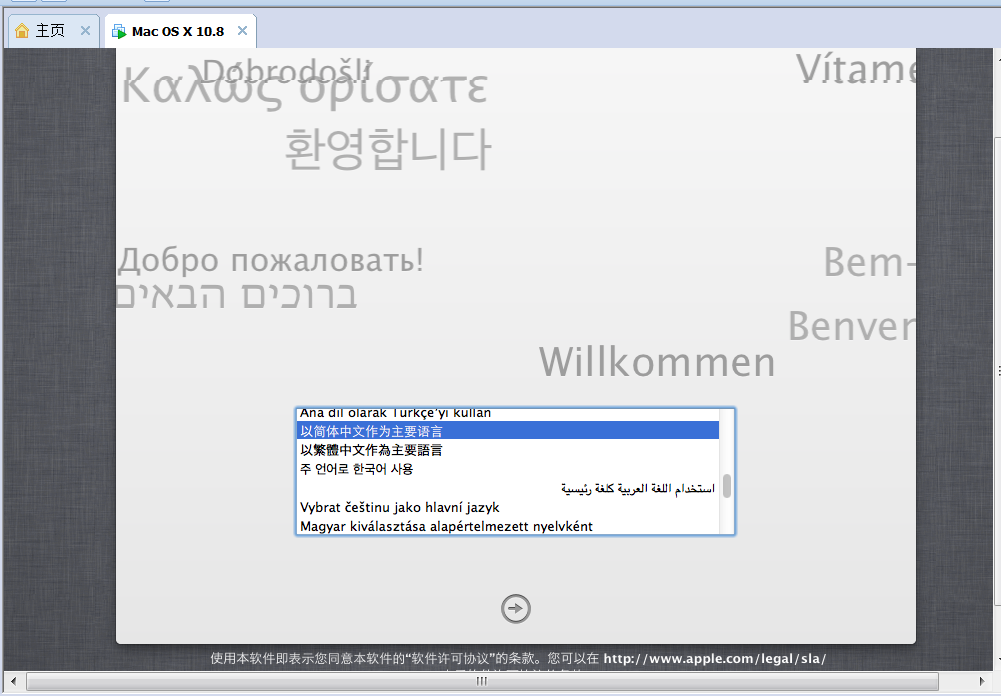 主页
Mac OS X 10.8
Dobrodošli
Καλώς ορίσατε
Vítame
환영합니다
Добро пожаловать!
Bem-
ברוכים הבאים
Benver
Willkommen
Ana dil olarak Türkçe'yi kullan
以简体中文作为主要语言
以繁體中文作為主要語言
주 언어로 한국어 사용
استخدام اللغة العربية كلغة رئيسية
Vybrat češtinu jako hlavní jazyk
Magyar kiválasztása alapértelmezett nyelvként
使用本软件即表示您同意本软件的“软件许可协议”的条款。您可以在 http://www.apple.com/legal/sla/